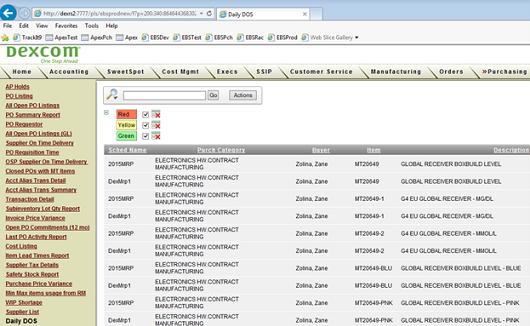 http://dexrs2:7777/pls/ebsprodnew/f?p=200:340:8646443683
Daily DOS
File Edit View Favorites Tools Help
Trackit9 ApexTest ApexPch Apex EBSDev EBSTest EBSPch EBSRac EBSProd Web Slice Gallery
Dexcom
One Step Ahead
Home Accounting SweetSpot Cost Mgmt Execs SSIP Customer Service Manufacturing Orders »Purchasing
AP Holds
PO Listing
All Open PO Listings
PO Summary Report
PO Requestor
All Open PO Listings (GL)
Supplier On Time Delivery
PO Requisition Time
OSP Supplier On Time Delivery
Closed POs with MT Items
Acct Alias Trans Detail
Acct Alias Trans Summary
Transaction Detail
Subinventory Lot Qty Report
Invoice Price Variance
Open PO Commitments (12 mo)
Last PO Activity Report
Cost Listing
Item Lead Times Report
Supplier Tax Details
Safety Stock Report
Purchase Price Variance
Min Max Items usage from RM
WIP Shortage
Supplier List
Daily DOS
Go Actions
Red
Yellow
Green
Sched Name Purch Category Buyer Item Description
2015MRP ELECTRONICS HW.CONTRACT MANUFACTURING Zolina, Zane MT20649 GLOBAL RECEIVER BOXBUILD LEVEL
DexMrp1 ELECTRONICS HW.CONTRACT MANUFACTURING Zolina, Zane MT20649 GLOBAL RECEIVER BOXBUILD LEVEL
2015MRP ELECTRONICS HW.CONTRACT MANUFACTURING Zolina, Zane MT20649-1 G4 EU GLOBAL RECEIVER - MG/DL
DexMrp1 ELECTRONICS HW.CONTRACT MANUFACTURING Zolina, Zane MT20649-1 G4 EU GLOBAL RECEIVER - MG/DL
2015MRP ELECTRONICS HW.CONTRACT MANUFACTURING Zolina, Zane MT20649-2 G4 EU GLOBAL RECEIVER - MMOL/L
DexMrp1 ELECTRONICS HW.CONTRACT MANUFACTURING Zolina, Zane MT20649-2 G4 EU GLOBAL RECEIVER - MMOL/L
2015MRP ELECTRONICS HW.CONTRACT MANUFACTURING Zolina, Zane MT20649-BLU GLOBAL RECEIVER BOXBUILD LEVEL - BLUE
DexMrp1 ELECTRONICS HW.CONTRACT MANUFACTURING Zolina, Zane MT20649-BLU GLOBAL RECEIVER BOXBUILD LEVEL - BLUE
2015MRP ELECTRONICS HW.CONTRACT MANUFACTURING Zolina, Zane MT20649-PNK GLOBAL RECEIVER BOXBUILD LEVEL - PINK
DexMrp1 ELECTRONICS HW.CONTRACT MANUFACTURING Zolina, Zane MT20649-PNK GLOBAL RECEIVER BOXBUILD LEVEL - PINK